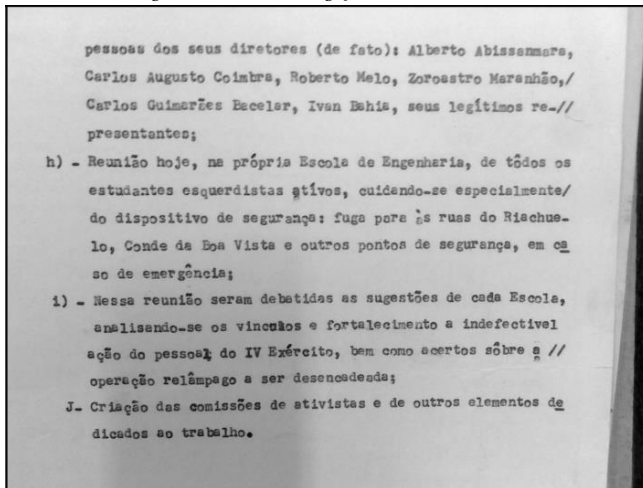 pessoas dos seus diretores (de fato): Alberto Abissanmara,
Carlos Augusto Coimbra, Roberto Melo, Zoroastro Maranhão,/
Carlos Guimarães Bacelar, Ivan Bahia, seus legítimos re-//
presentantes;
h) - Reunião hoje, na própria Escola de Engenharia, de tôdos os
estudantes esquerdistas ativos, cuidando-se especialmente/
do dispositivo de segurança: fuga para às ruas do Riachue-
lo, Conde da Boa Vista e outros pontos de segurança, em ca
so de emergência;
i) - Nessa reunião seram debatidas as sugestões de cada Escola,
analisando-se os vinculos e fortalecimento a indefectivel
ação do pessoal do IV Exército, bem como acertos sôbre a //
operação relâmpago a ser desencadeada;
J- Criação das comissões de ativistas e de outros elementos de
dicados ao trabalho.